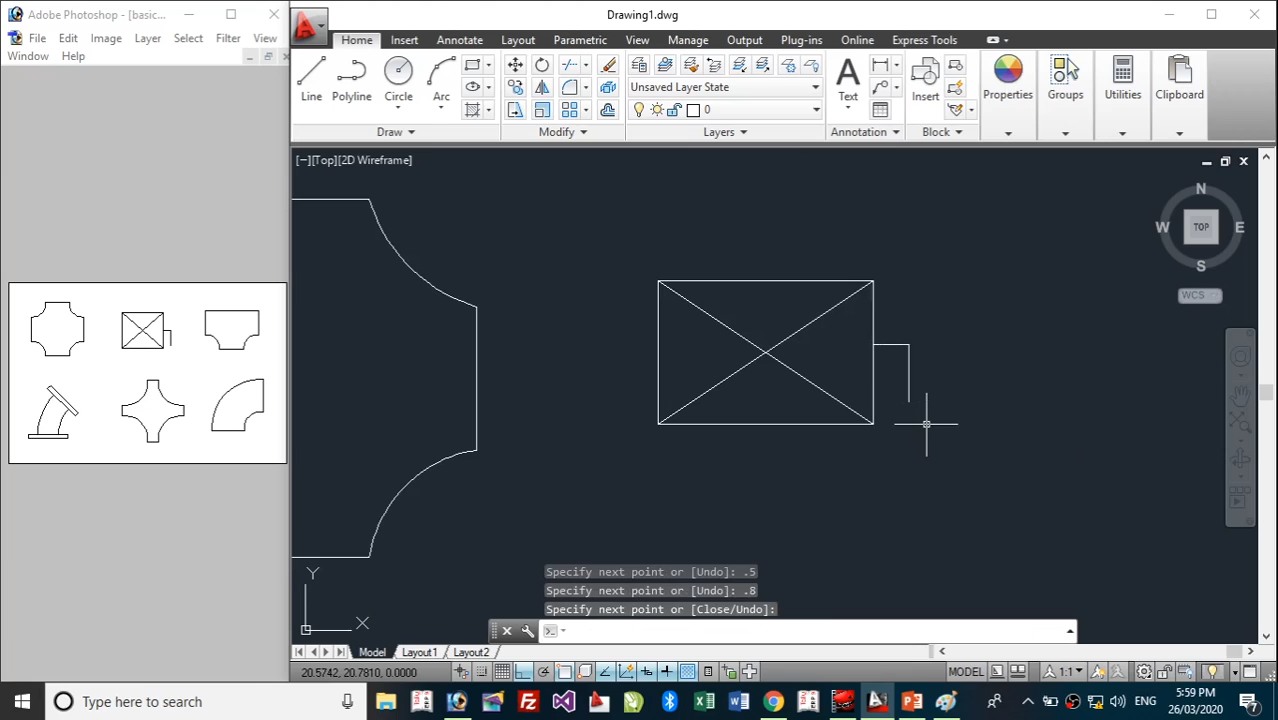 Adobe Photoshop - [basic...
File Edit Image Layer Select Filter View
Window Help
Drawing1.dwg
Home Insert Annotate Layout Parametric View Manage Output Plug-ins Online Express Tools
Line Polyline Circle Arc
Unsaved Layer State
0
Text Insert Properties Groups Utilities Clipboard
Draw Modify Layers Annotation Block
[−][Top][2D Wireframe]
N
W TOP E
S
WCS
Y
X
Specify next point or [Undo]: .5
Specify next point or [Undo]: .8
Specify next point or [Close/Undo]:
Model Layout1 Layout2
20.5742, 20.7810, 0.0000
MODEL 1:1
Type here to search
ENG
5:59 PM
26/03/2020